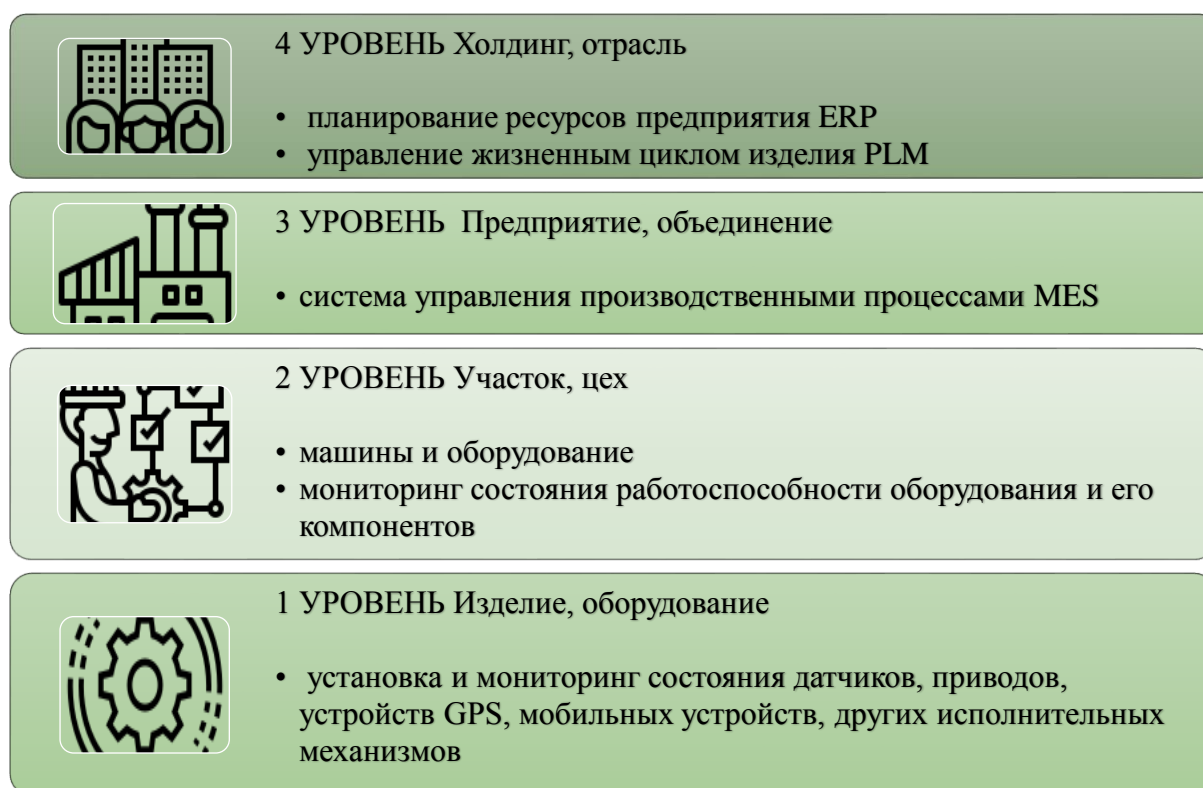 4 УРОВЕНЬ Холдинг, отрасль
• планирование ресурсов предприятия ERP
• управление жизненным циклом изделия PLM
3 УРОВЕНЬ Предприятие, объединение
• система управления производственными процессами MES
2 УРОВЕНЬ Участок, цех
• машины и оборудование
• мониторинг состояния работоспособности оборудования и его
компонентов
1 УРОВЕНЬ Изделие, оборудование
• установка и мониторинг состояния датчиков, приводов,
устройств GPS, мобильных устройств, других исполнительных
механизмов